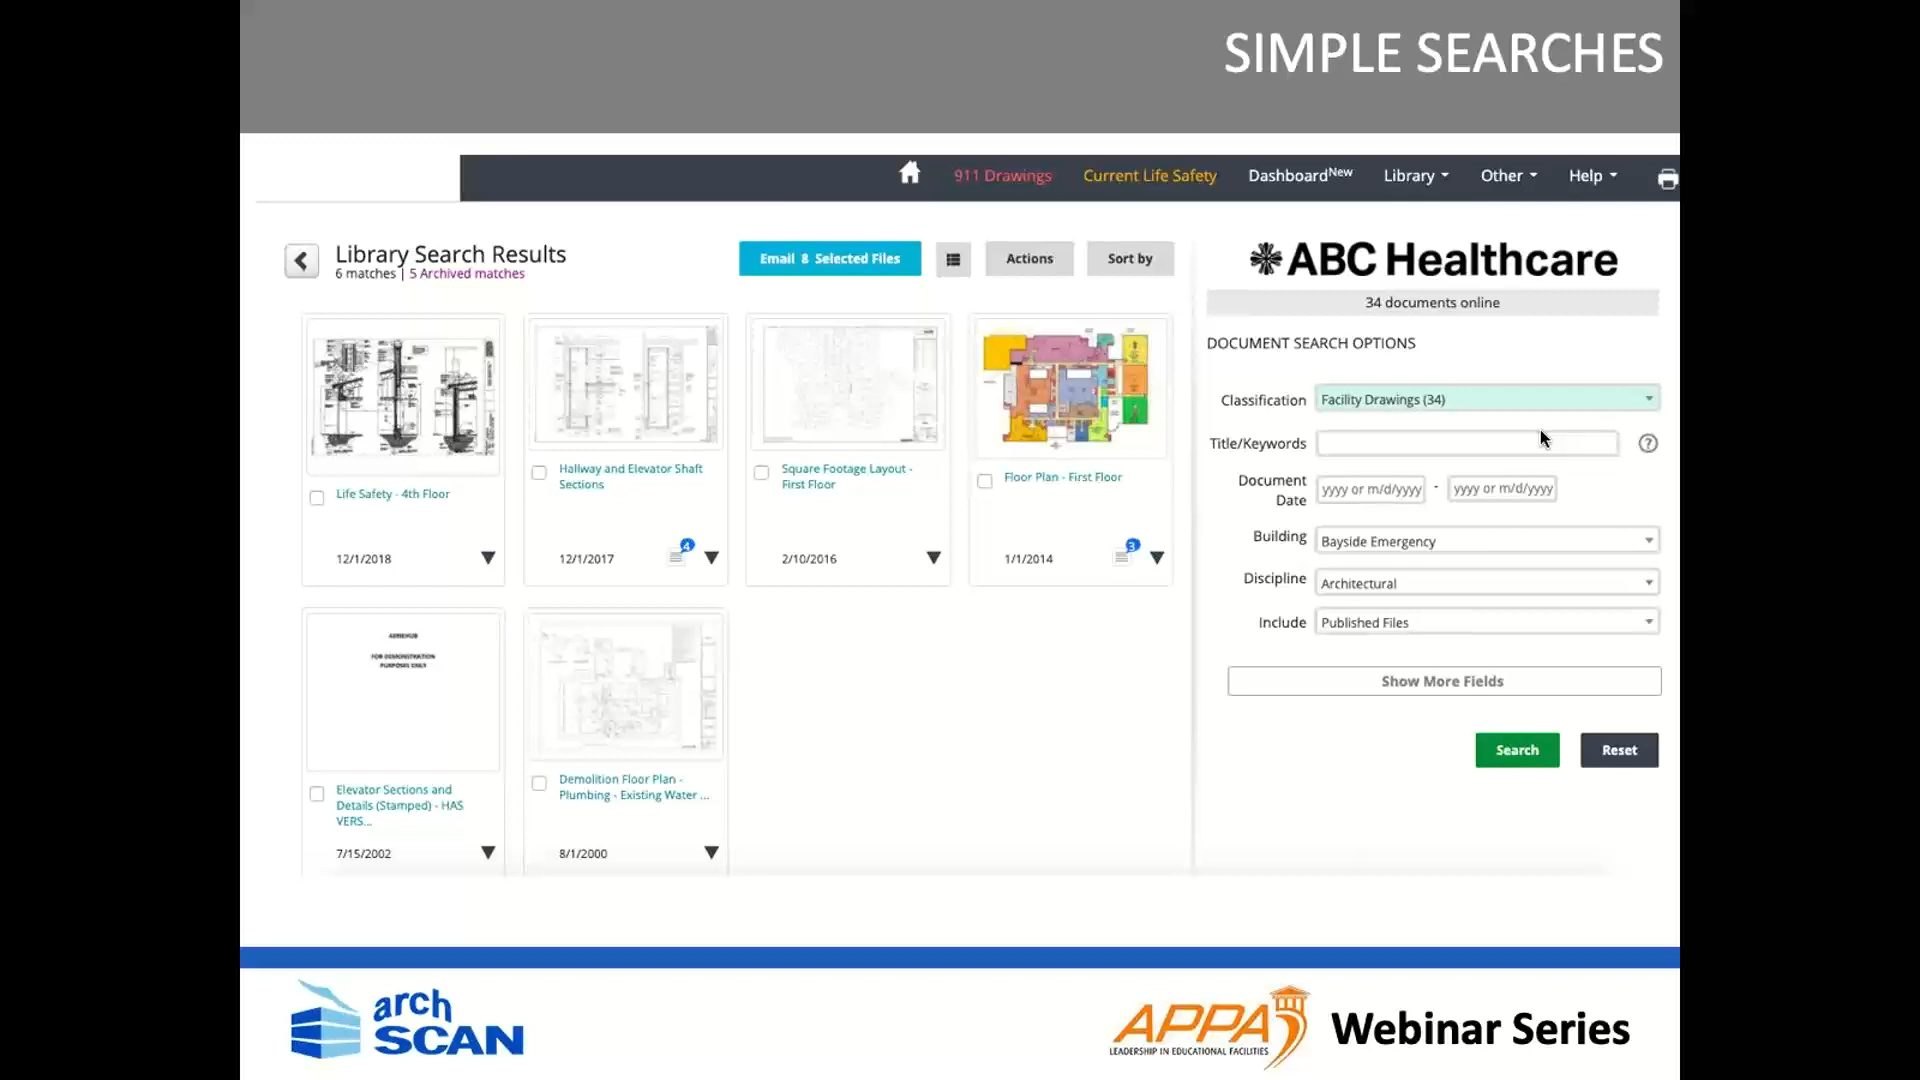 SIMPLE SEARCHES
911 Drawings
Current Life Safety
DashboardNew
Library
Other
Help
Library Search Results
6 matches | 5 Archived matches
Email 8 Selected Files
Actions
Sort by
Life Safety - 4th Floor
12/1/2018
Hallway and Elevator Shaft
Sections
12/1/2017
4
Square Footage Layout -
First Floor
2/10/2016
Floor Plan - First Floor
1/1/2014
3
FOR DEMONSTRATION
PURPOSES ONLY
Elevator Sections and
Details (Stamped) - HAS
VERS...
7/15/2002
Demolition Floor Plan -
Plumbing - Existing Water ...
8/1/2000
ABC Healthcare
34 documents online
DOCUMENT SEARCH OPTIONS
Classification
Facility Drawings (34)
Title/Keywords
?
Document
Date
yyyy or m/d/yyyy - yyyy or m/d/yyyy
Building
Bayside Emergency
Discipline
Architectural
Include
Published Files
Show More Fields
Search
Reset
arch
SCAN
APPA
LEADERSHIP IN EDUCATIONAL FACILITIES
Webinar Series